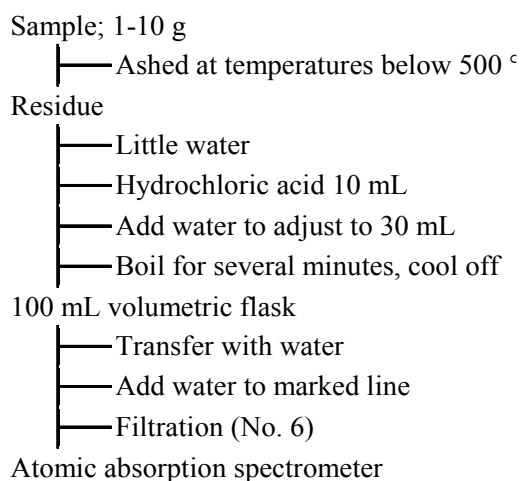 Sample; 1-10 g
Ashed at temperatures below 500 °
Residue
Little water
Hydrochloric acid 10 mL
Add water to adjust to 30 mL
Boil for several minutes, cool off
100 mL volumetric flask
Transfer with water
Add water to marked line
Filtration (No. 6)
Atomic absorption spectrometer